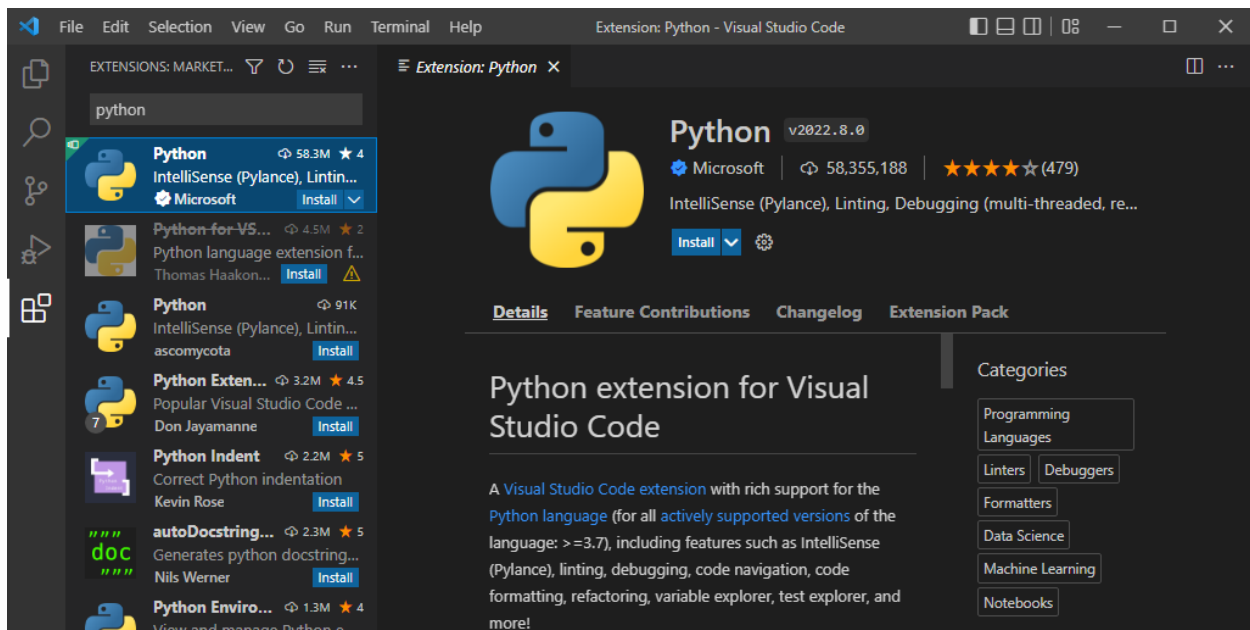 File Edit Selection View Go Run Terminal Help
Extension: Python - Visual Studio Code
EXTENSIONS: MARKET...
python
Python 58.3M ★ 4
IntelliSense (Pylance), Lintin...
Microsoft Install
Python for VS... 4.5M ★ 2
Python language extension f...
Thomas Haakon... Install
Python 91K
IntelliSense (Pylance), Lintin...
ascomycota Install
Python Exten... 3.2M ★ 4.5
Popular Visual Studio Code ...
7
Don Jayamanne Install
Python Indent 2.2M ★ 5
Correct Python indentation
Kevin Rose Install
""" 
doc
"""
autoDocstring... 2.3M ★ 5
Generates python docstring...
Nils Werner Install
Python Enviro... 1.3M ★ 4
View and manage Python e...
Extension: Python
Python v2022.8.0
Microsoft 58,355,188 ★★★★☆(479)
IntelliSense (Pylance), Linting, Debugging (multi-threaded, re...
Install
Details Feature Contributions Changelog Extension Pack
Python extension for Visual
Studio Code
A Visual Studio Code extension with rich support for the
Python language (for all actively supported versions of the
language: >=3.7), including features such as IntelliSense
(Pylance), linting, debugging, code navigation, code
formatting, refactoring, variable explorer, test explorer, and
more!
Categories
Programming
Languages
Linters Debuggers
Formatters
Data Science
Machine Learning
Notebooks